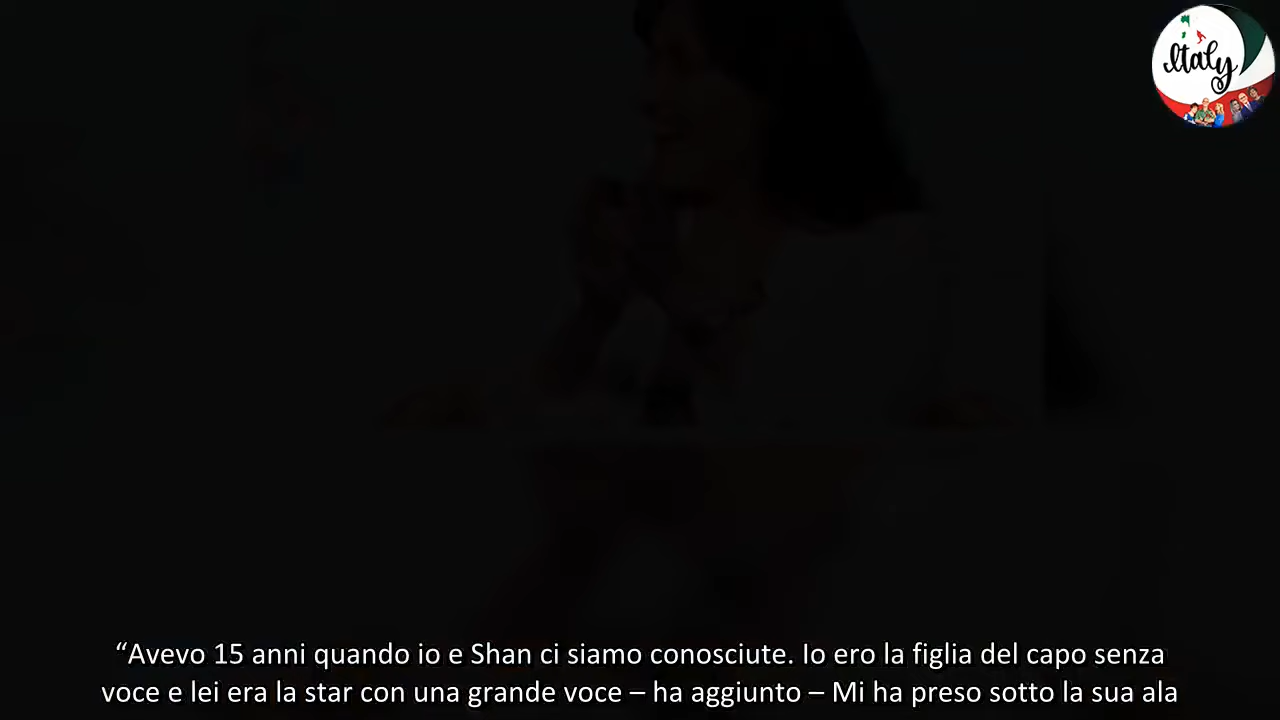 Italy
“Avevo 15 anni quando io e Shan ci siamo conosciute. Io ero la figlia del capo senza
voce e lei era la star con una grande voce – ha aggiunto – Mi ha preso sotto la sua ala